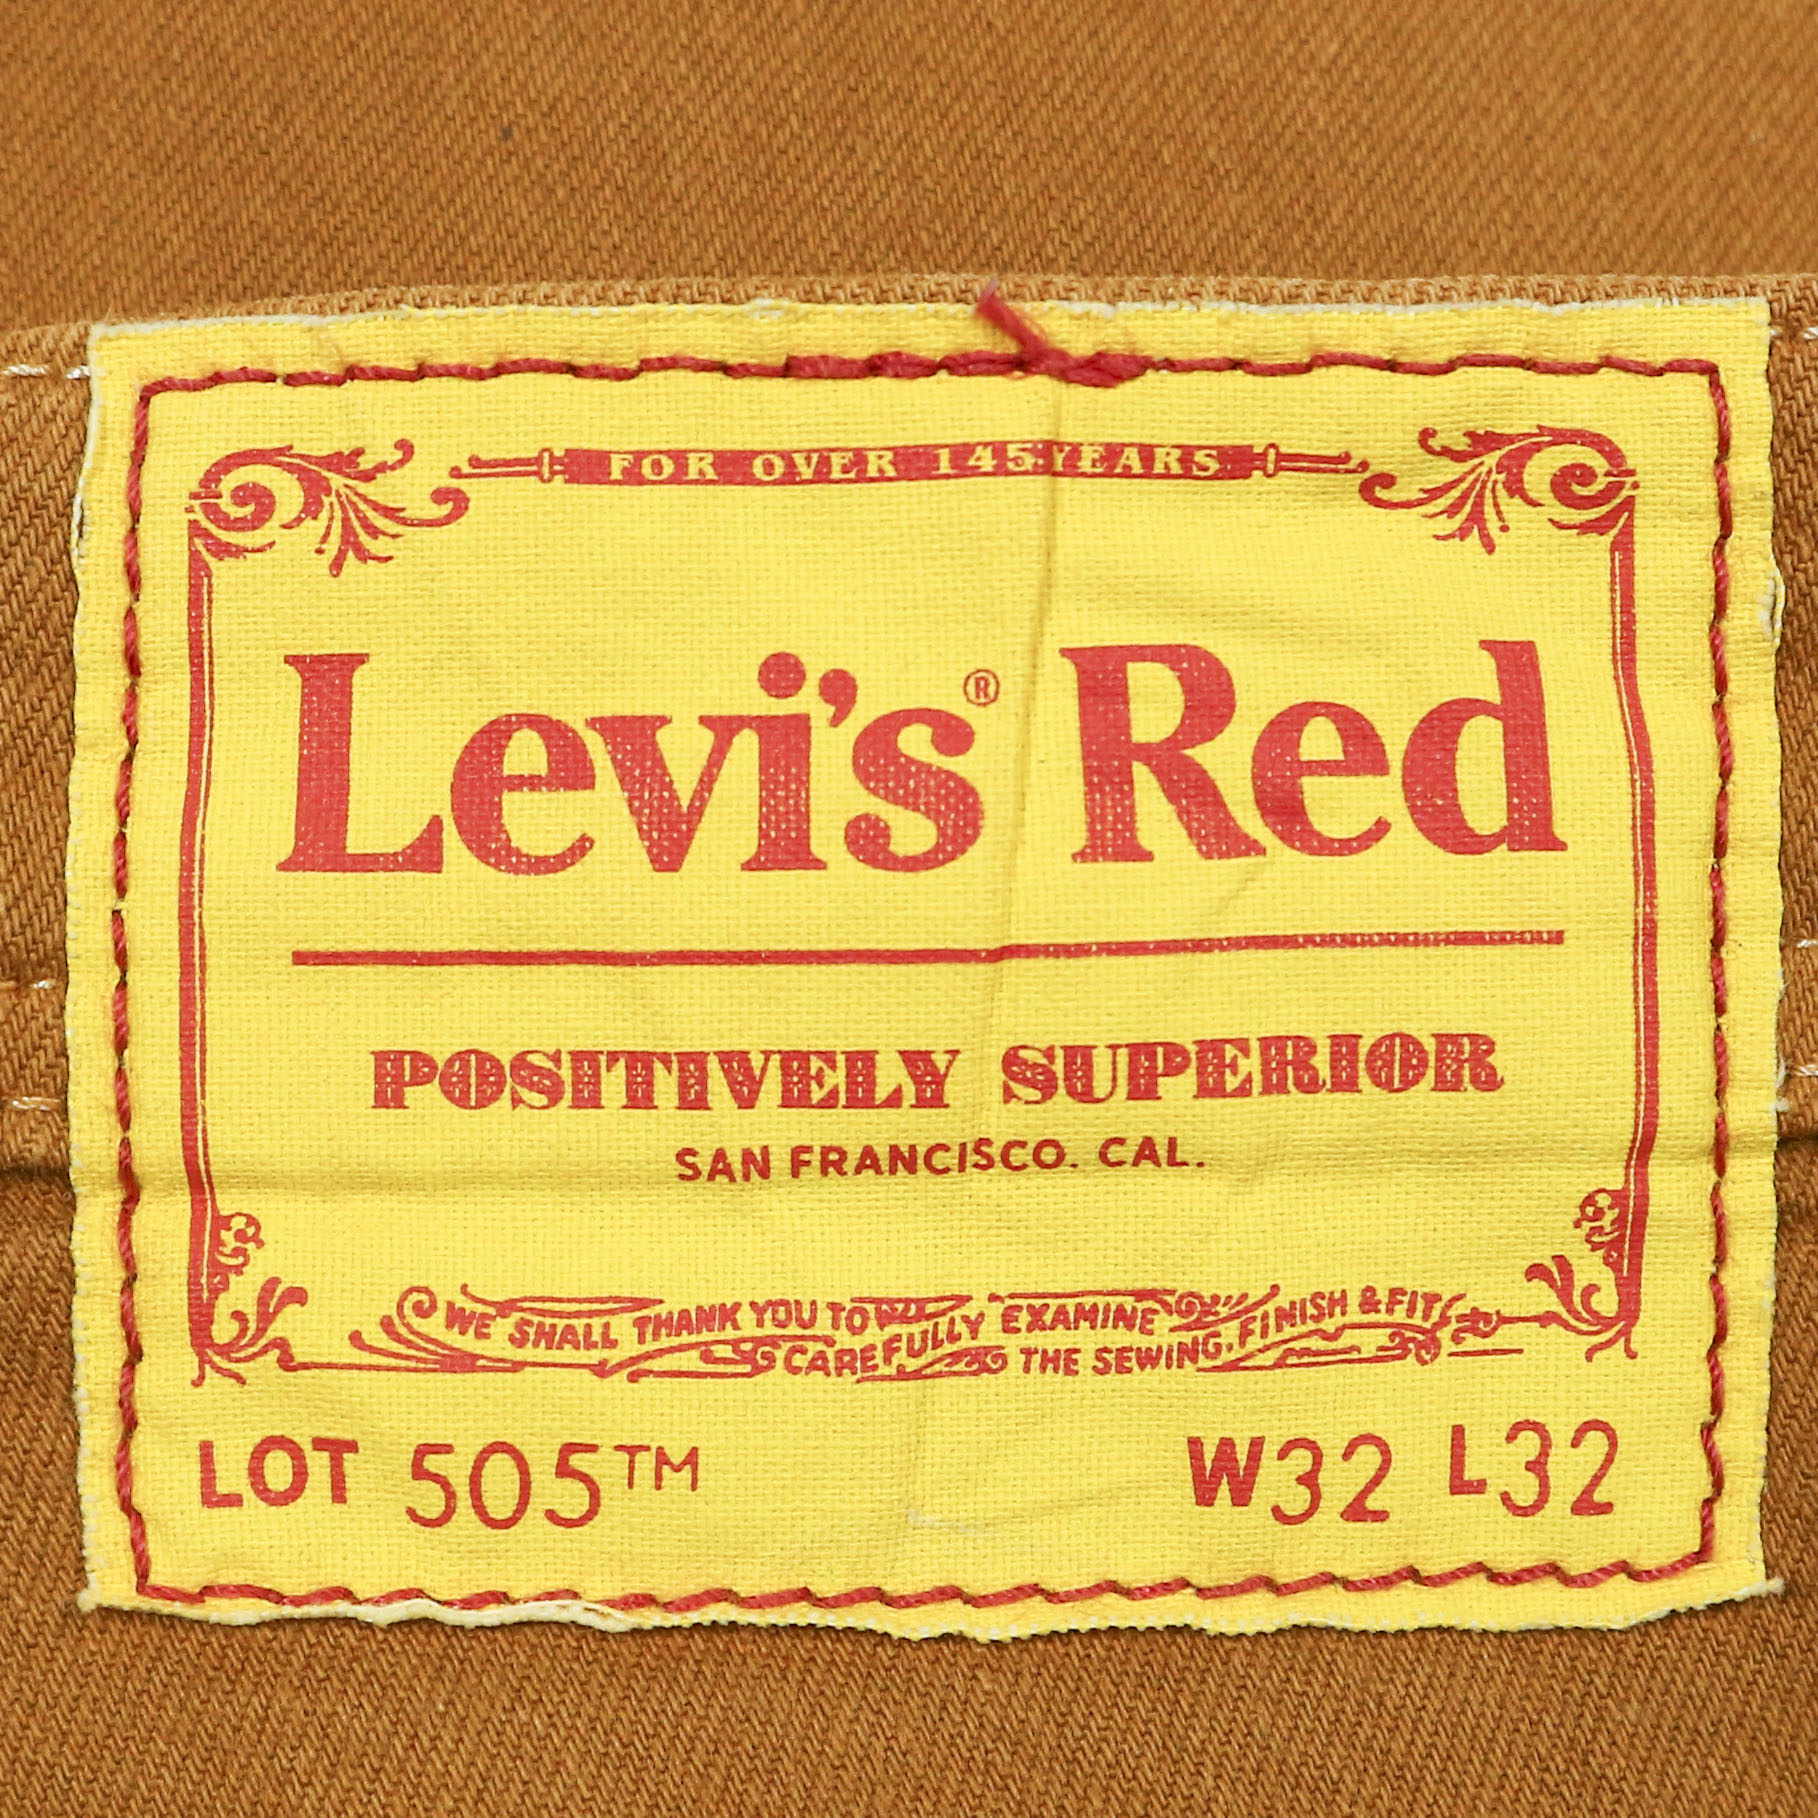 FOR OVER 145 YEARS
Levi's® Red
POSITIVELY SUPERIOR
SAN FRANCISCO. CAL.
WE SHALL THANK YOU TO CAREFULLY EXAMINE THE SEWING, FINISH & FIT
LOT 505™ W32 L32